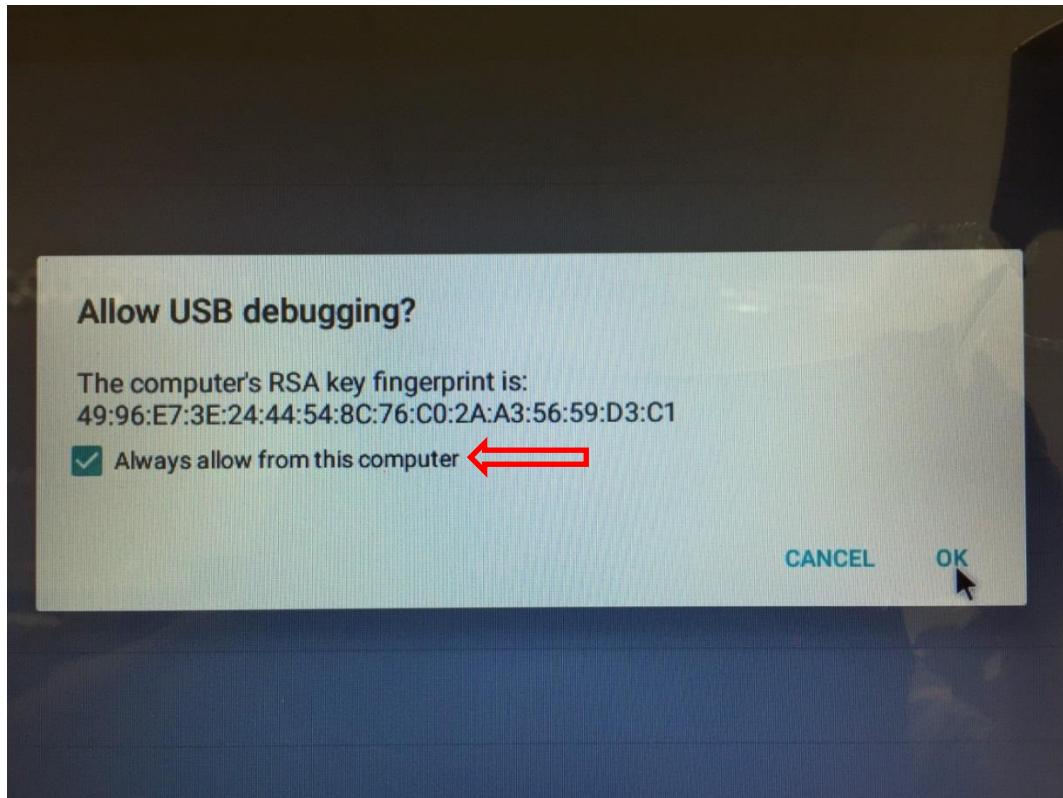 Allow USB debugging?
The computer's RSA key fingerprint is:
49:96:E7:3E:24:44:54:8C:76:C0:2A:A3:56:59:D3:C1
Always allow from this computer
CANCEL OK